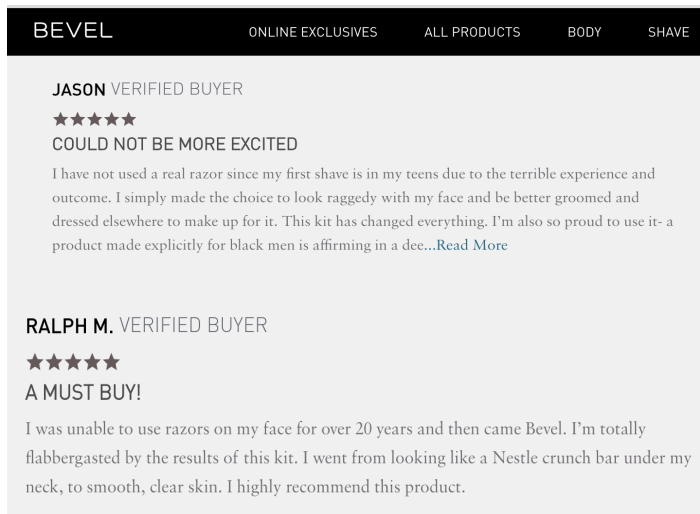 BEVEL ONLINE EXCLUSIVES ALL PRODUCTS BODY SHAVE
JASON VERIFIED BUYER
COULD NOT BE MORE EXCITED
I have not used a real razor since my first shave is in my teens due to the terrible experience and
outcome. I simply made the choice to look raggedy with my face and be better groomed and
dressed elsewhere to make up for it. This kit has changed everything. I'm also so proud to use it- a
product made explicitly for black men is affirming in a dee...Read More
RALPH M. VERIFIED BUYER
A MUST BUY!
I was unable to use razors on my face for over 20 years and then came Bevel. I'm totally
flabbergasted by the results of this kit. I went from looking like a Nestle crunch bar under my
neck, to smooth, clear skin. I highly recommend this product.